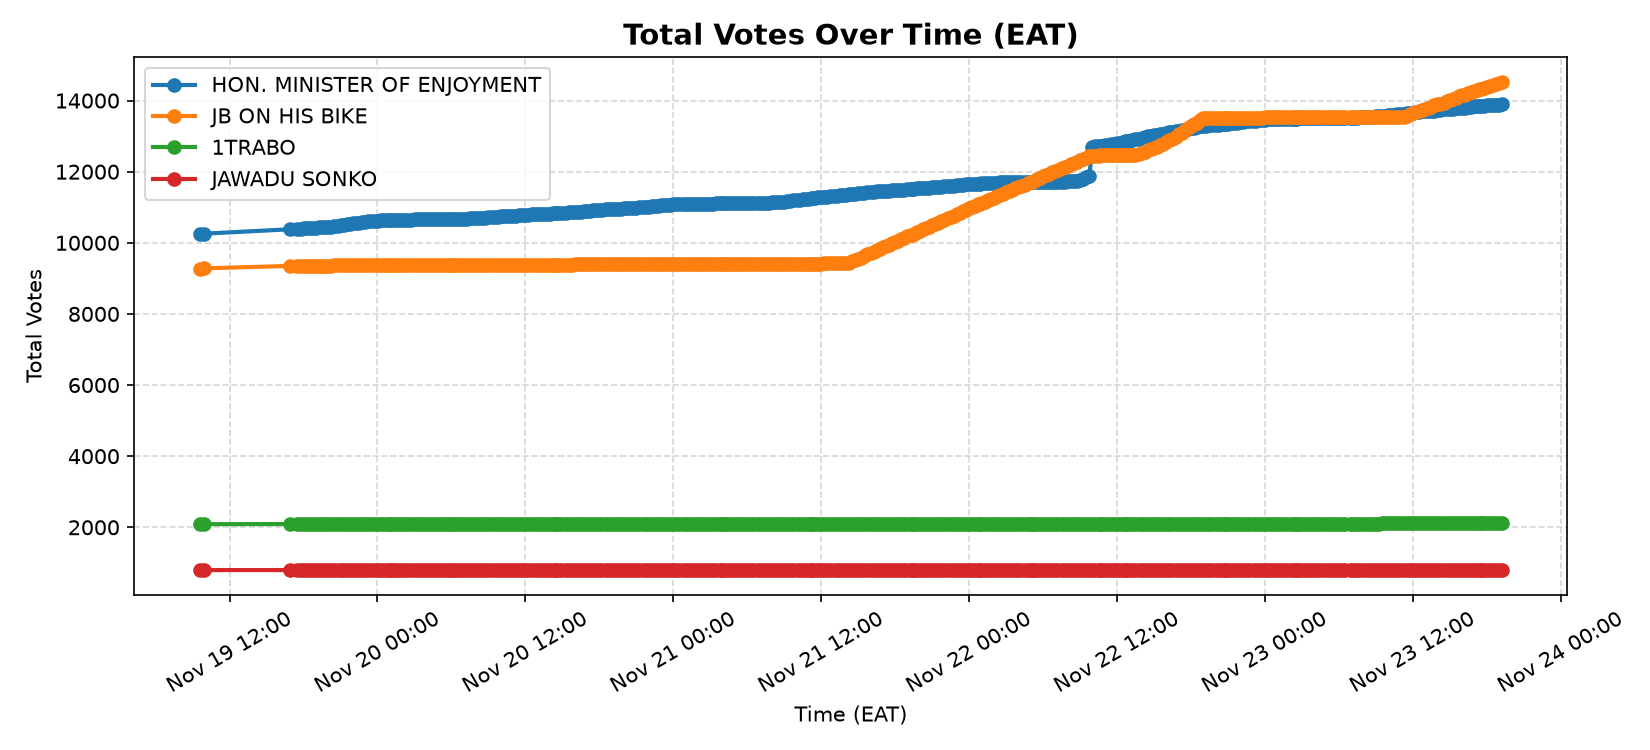 Total Votes Over Time (EAT)
HON. MINISTER OF ENJOYMENT
JB ON HIS BIKE
1TRABO
JAWADU SONKO
Total Votes
14000
12000
10000
8000
6000
4000
2000
Nov 19 12:00
Nov 20 00:00
Nov 20 12:00
Nov 21 00:00
Nov 21 12:00
Nov 22 00:00
Nov 22 12:00
Nov 23 00:00
Nov 23 12:00
Nov 24 00:00
Time (EAT)